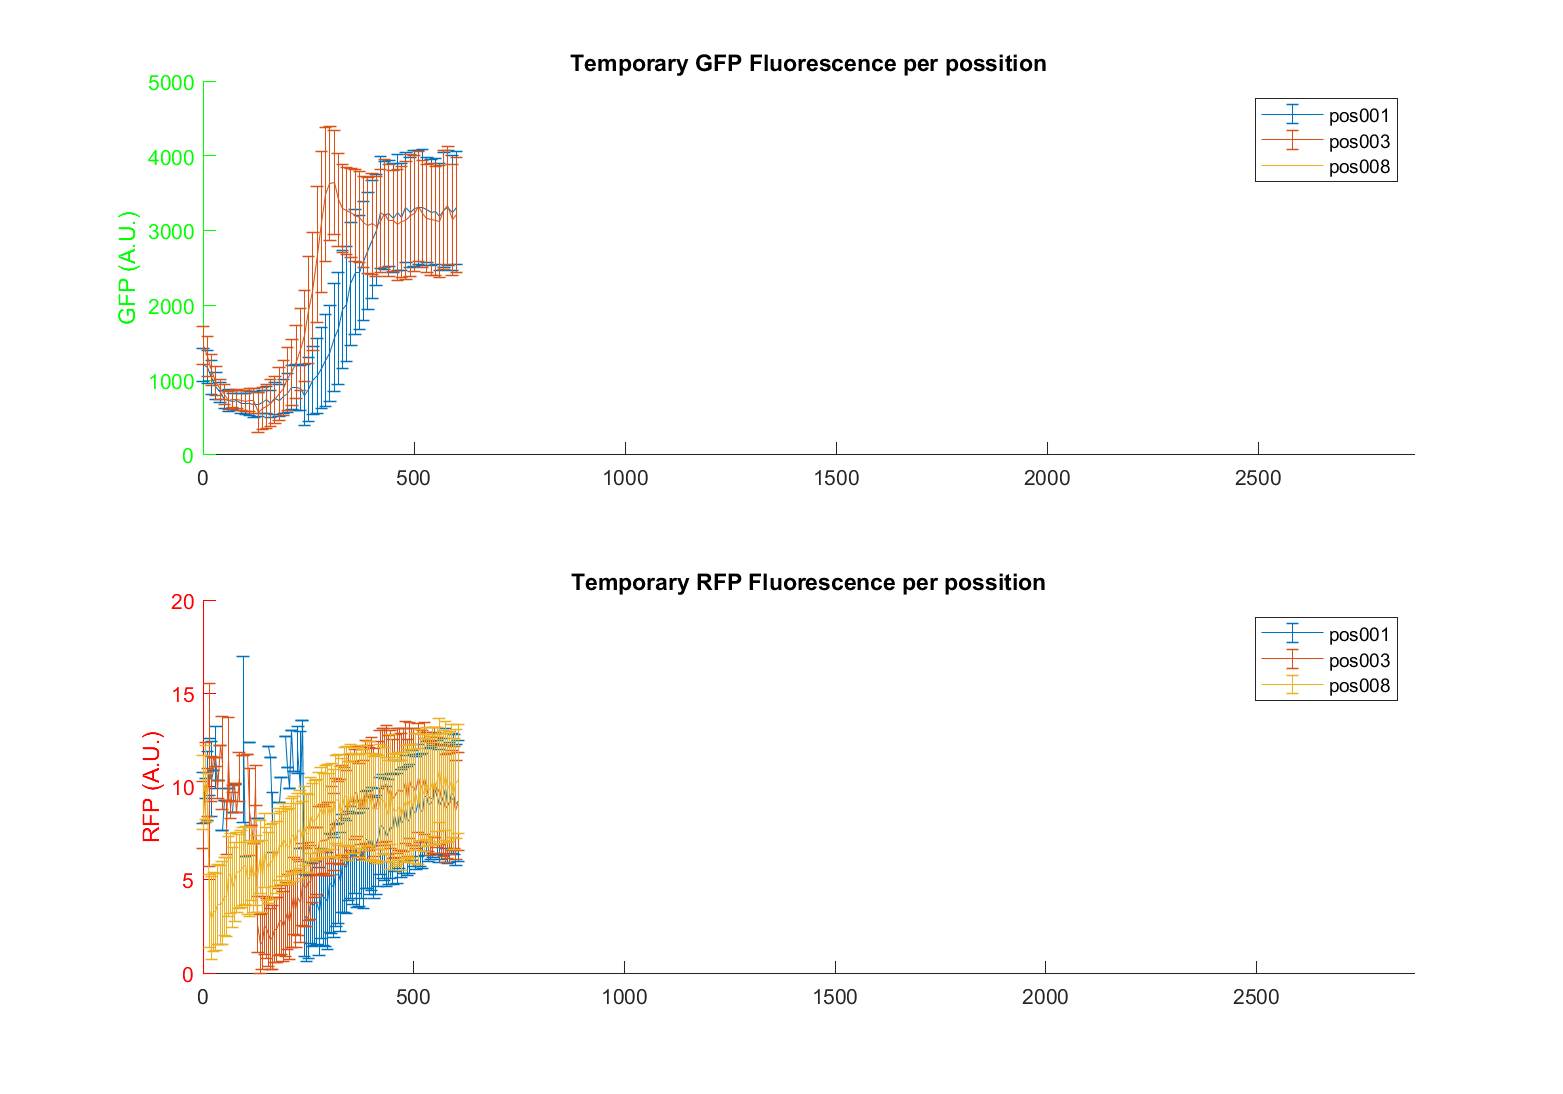 Temporary GFP Fluorescence per possition
5000
4000
3000
2000
1000
0
GFP (A.U.)
pos001
pos003
pos008
0 500 1000 1500 2000 2500
Temporary RFP Fluorescence per possition
20
15
10
5
0
RFP (A.U.)
pos001
pos003
pos008
0 500 1000 1500 2000 2500